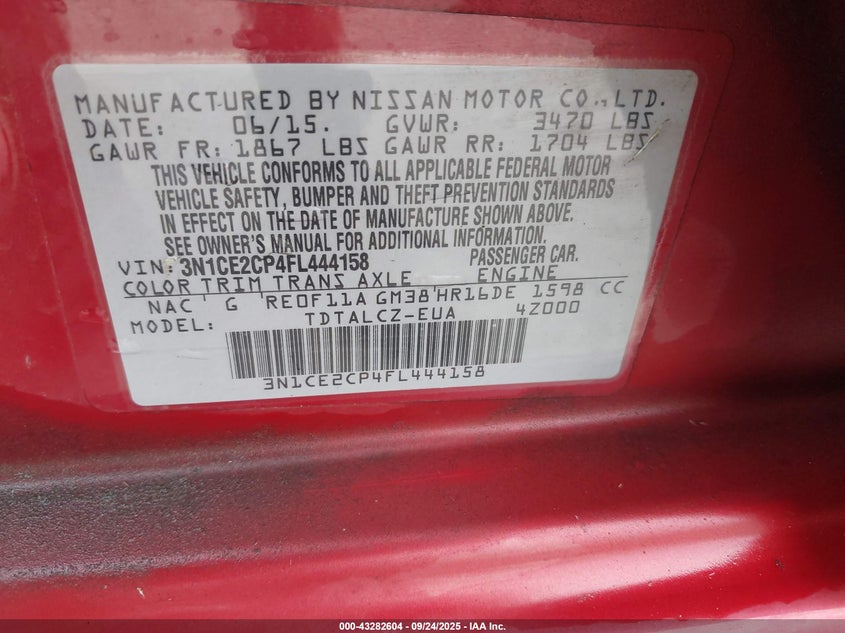 MANUFACTURED BY NISSAN MOTOR CO.,LTD.
DATE: 06/15. GVWR: 3470 LBS
GAWR FR: 1867 LBS GAWR RR: 1704 LBS
THIS VEHICLE CONFORMS TO ALL APPLICABLE FEDERAL MOTOR
VEHICLE SAFETY, BUMPER AND THEFT PREVENTION STANDARDS
IN EFFECT ON THE DATE OF MANUFACTURE SHOWN ABOVE.
SEE OWNER'S MANUAL FOR ADDITIONAL INFORMATION.
VIN: 3N1CE2CP4FL444158 PASSENGER CAR.
COLOR TRIM TRANS AXLE ENGINE
NAC G RE0F11A GM38 HR16DE 1598 CC
MODEL: TDTALCZ-EUA 4Z000
3N1CE2CP4FL444158
000-43282604 - 09/24/2025 - IAA Inc.